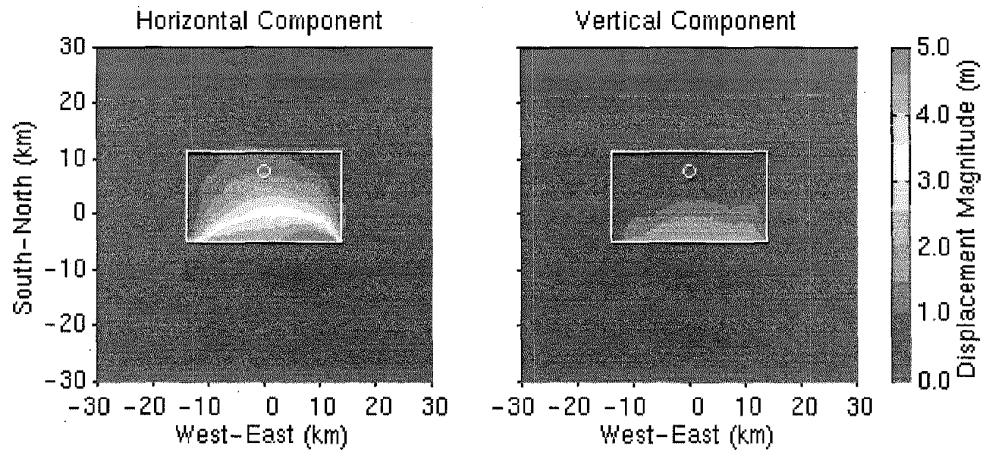 Horizontal Component
30
20
10
0
-10
-20
-30
South-North (km)
-30 -20 -10 0 10 20 30
West-East (km)
Vertical Component
-30 -20 -10 0 10 20 30
West-East (km)
5.0
4.0
3.0
2.0
1.0
0.0
Displacement Magnitude (m)